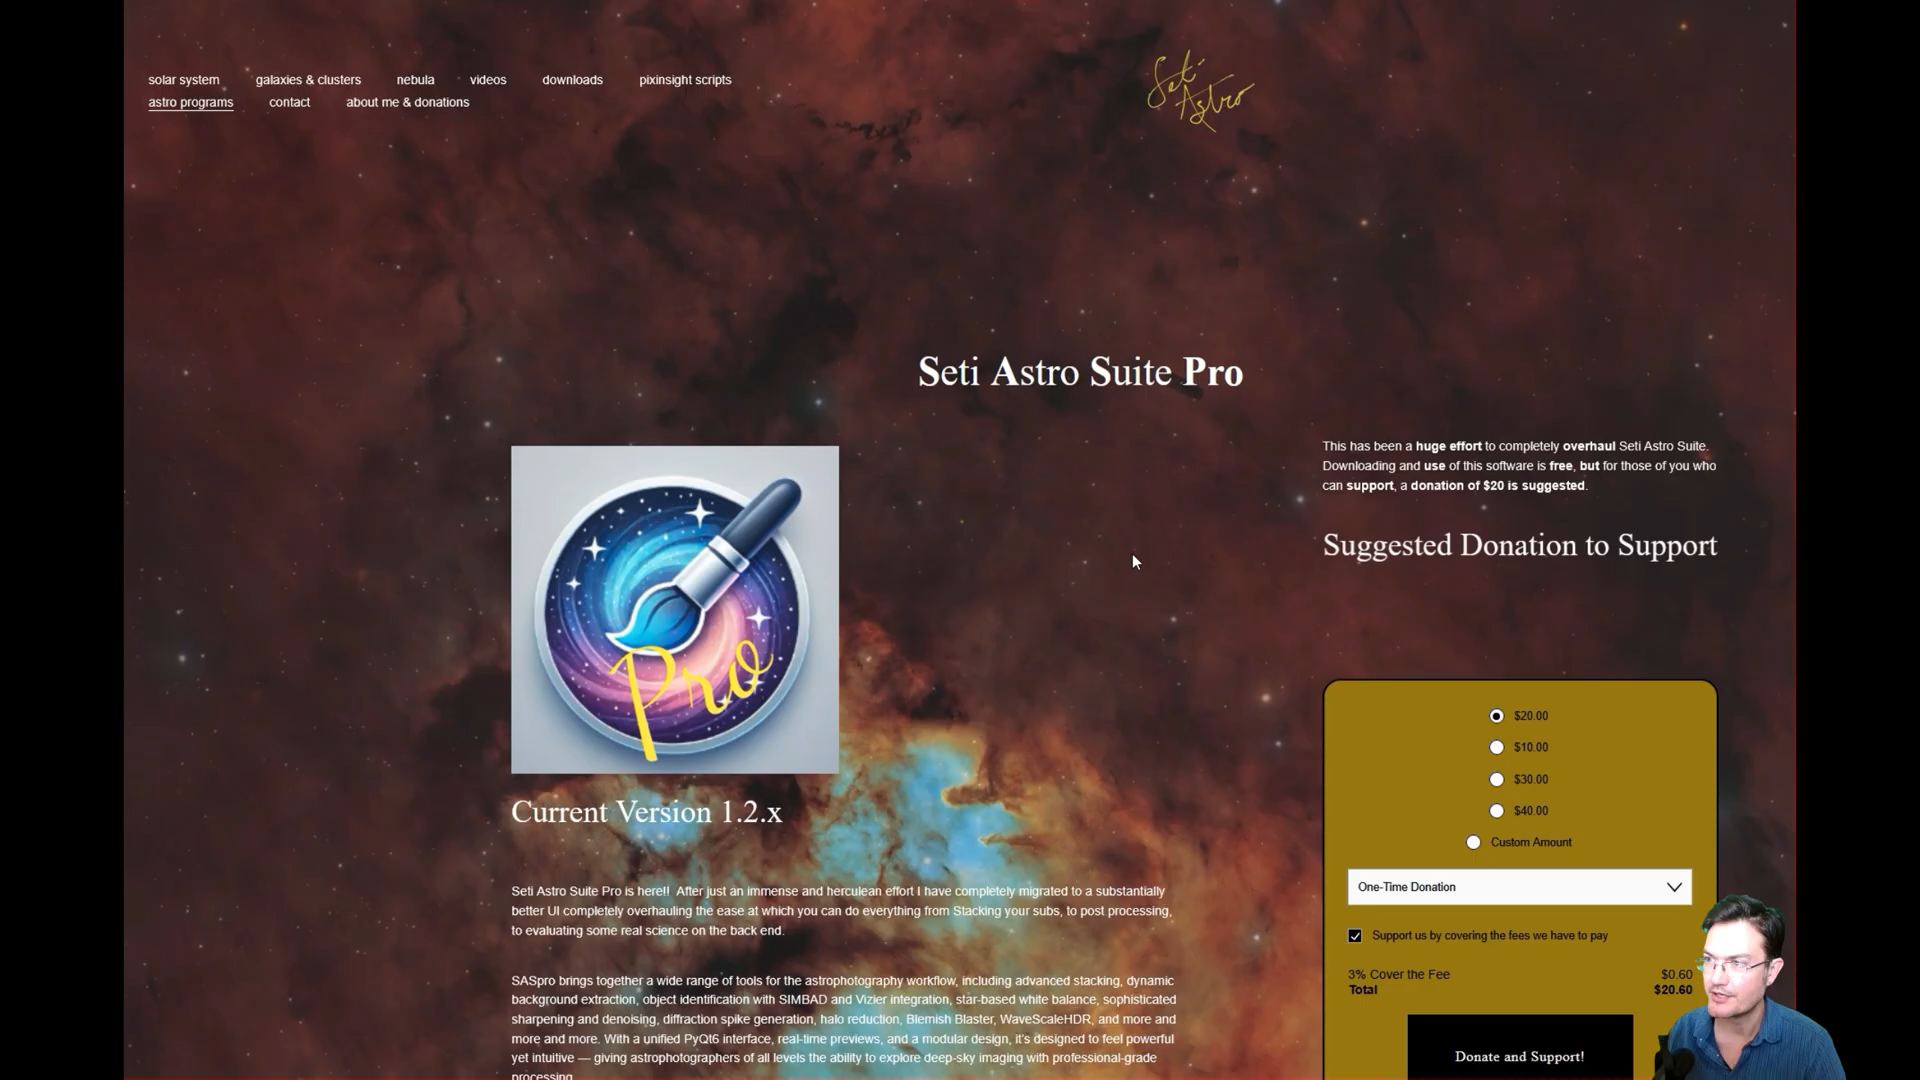 solar system galaxies & clusters nebula videos downloads pixinsight scripts
astro programs contact about me & donations
Seti
Astro
Seti Astro Suite Pro
Pro
Current Version 1.2.x
Seti Astro Suite Pro is here!! After just an immense and herculean effort I have completely migrated to a substantially
better UI completely overhauling the ease at which you can do everything from Stacking your subs, to post processing,
to evaluating some real science on the back end.
SASpro brings together a wide range of tools for the astrophotography workflow, including advanced stacking, dynamic
background extraction, object identification with SIMBAD and Vizier integration, star-based white balance, sophisticated
sharpening and denoising, diffraction spike generation, halo reduction, Blemish Blaster, WaveScaleHDR, and more and
more and more. With a unified PyQt6 interface, real-time previews, and a modular design, it's designed to feel powerful
yet intuitive — giving astrophotographers of all levels the ability to explore deep-sky imaging with professional-grade
processing
This has been a huge effort to completely overhaul Seti Astro Suite.
Downloading and use of this software is free, but for those of you who
can support, a donation of $20 is suggested.
Suggested Donation to Support
$20.00
$10.00
$30.00
$40.00
Custom Amount
One-Time Donation
Support us by covering the fees we have to pay
3% Cover the Fee $0.60
Total $20.60
Donate and Support!